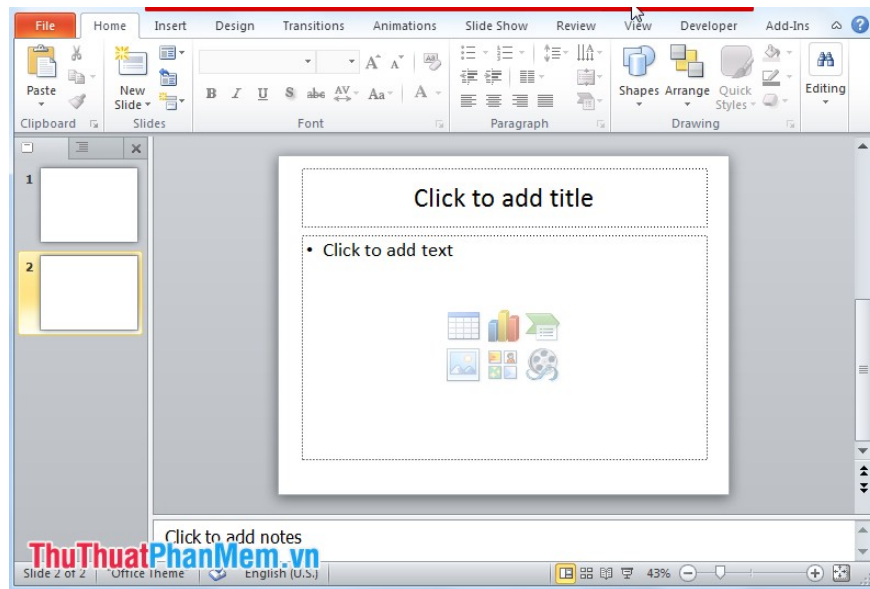 File Home Insert Design Transitions Animations Slide Show Review View Developer Add-Ins
Paste New Slide B I U S abc AV Aa A A A Shapes Arrange Quick Styles Editing
Clipboard Slides Font Paragraph Drawing
1
2
Click to add title
• Click to add text
Click to add notes
ThuThuatPhanMem.vn
Slide 2 of 2 "Office Theme" English (U.S.) 43%